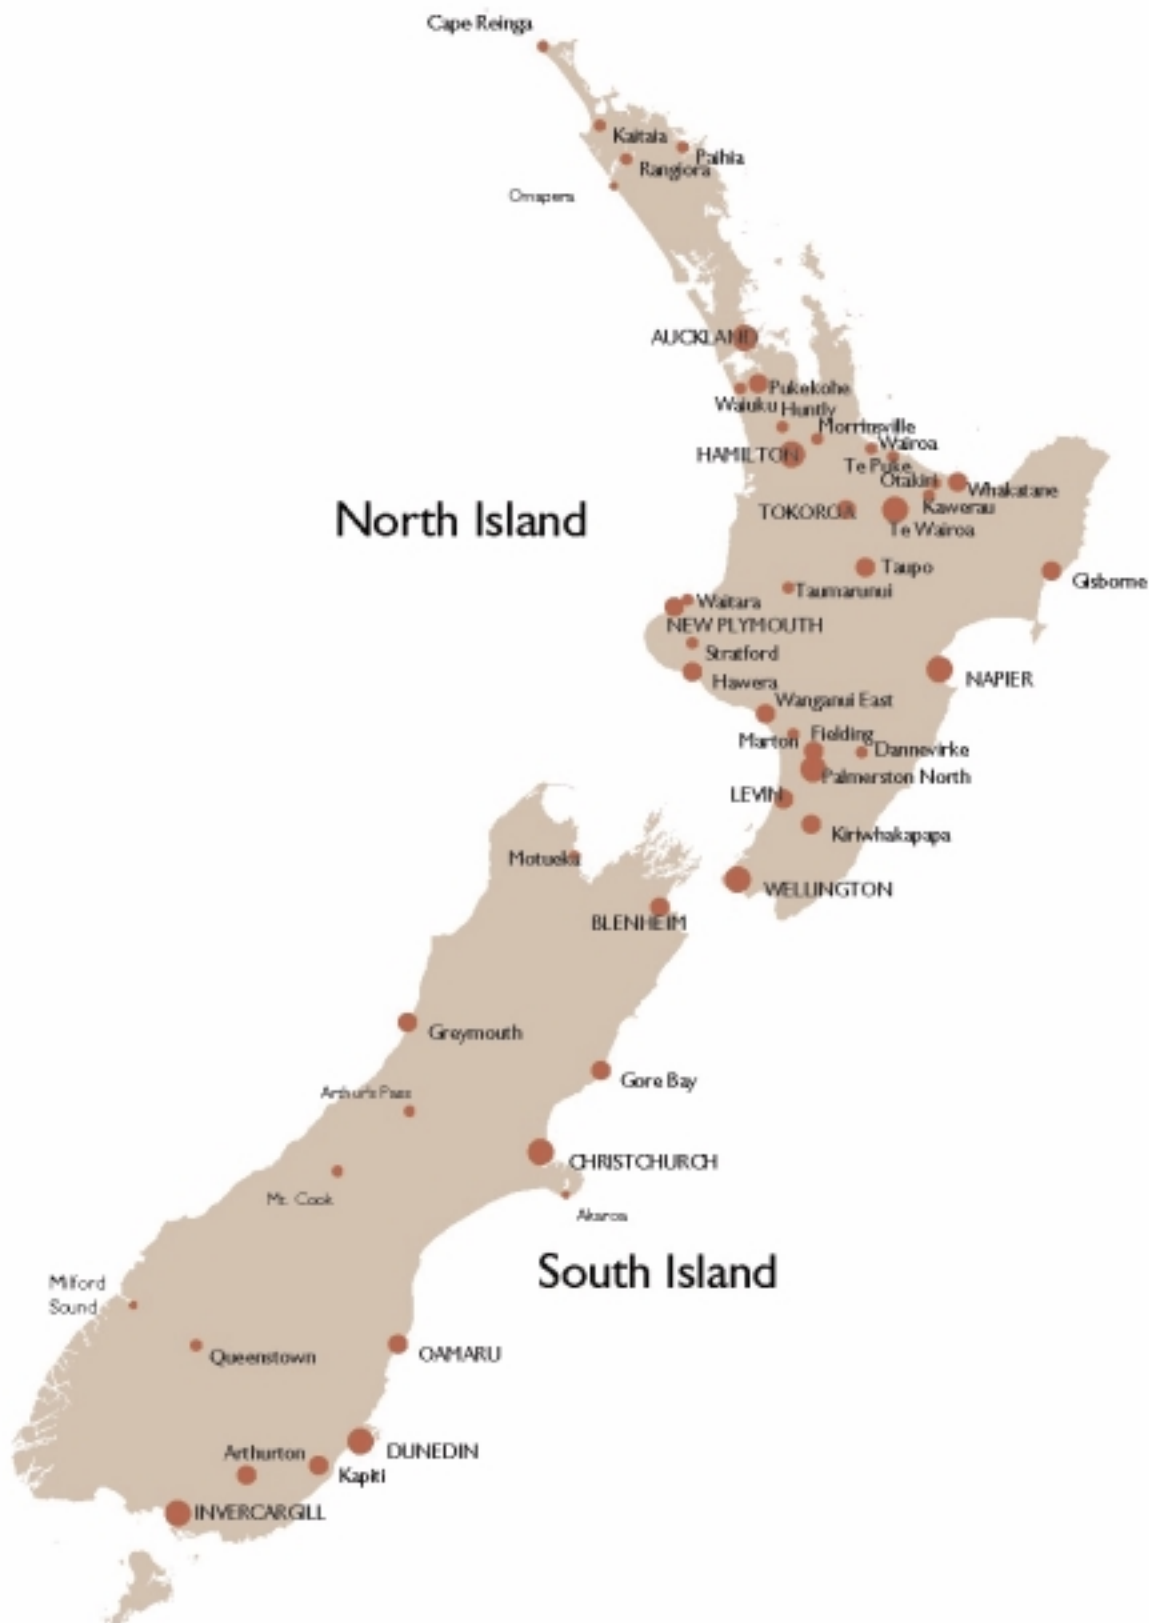 Cape Reinga
Kaitaia
Paihia
Rangiora
Omapera
AUCKLAND
Pukekohe
Waiuku
Huntly
Morrinsville
Wairoa
HAMILTON
Te Puke
Otakiri
Whakatane
Kawerau
TOKOROA
Te Wairoa
North Island
Taupo
Gisborne
Taumarunui
Waitara
NEW PLYMOUTH
Stratford
NAPIER
Hawera
Wanganui East
Fielding
Marton
Dannevirke
Palmerston North
LEVIN
Kiriwhakapapa
Motueka
WELLINGTON
BLENHEIM
Greymouth
Gore Bay
Arthur's Pass
CHRISTCHURCH
Mt. Cook
Akaroa
South Island
Milford
Sound
OAMARU
Queenstown
DUNEDIN
Arthurton
Kapiti
INVERCARGILL